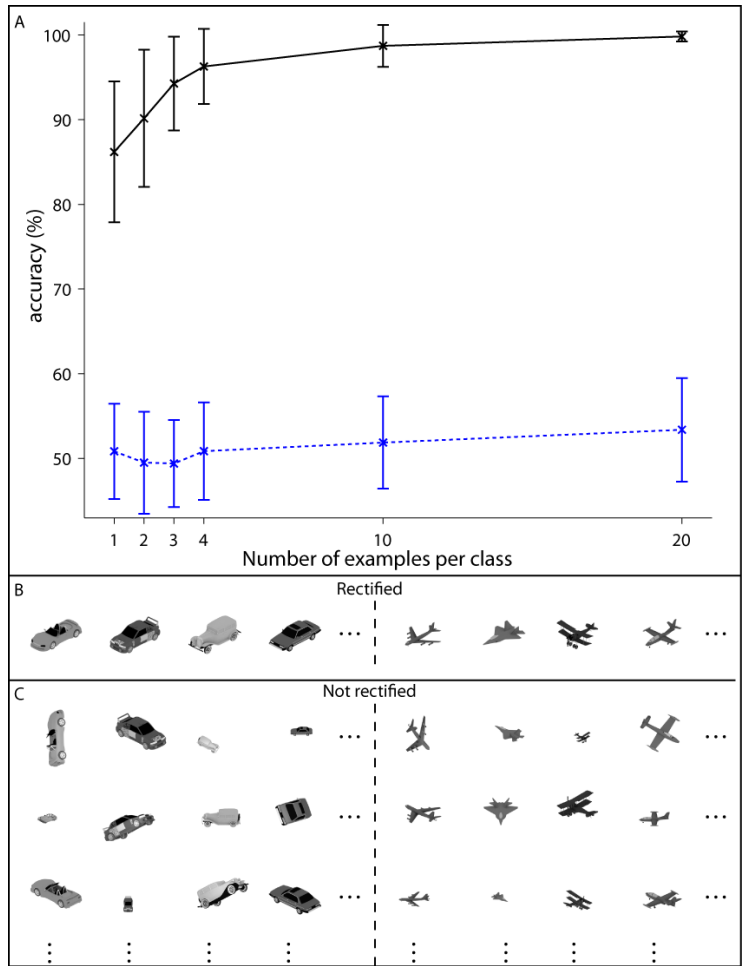 A
100
90
80
70
60
50
accuracy (%)
1 2 3 4 10 20
Number of examples per class
B
Rectified
C
Not rectified